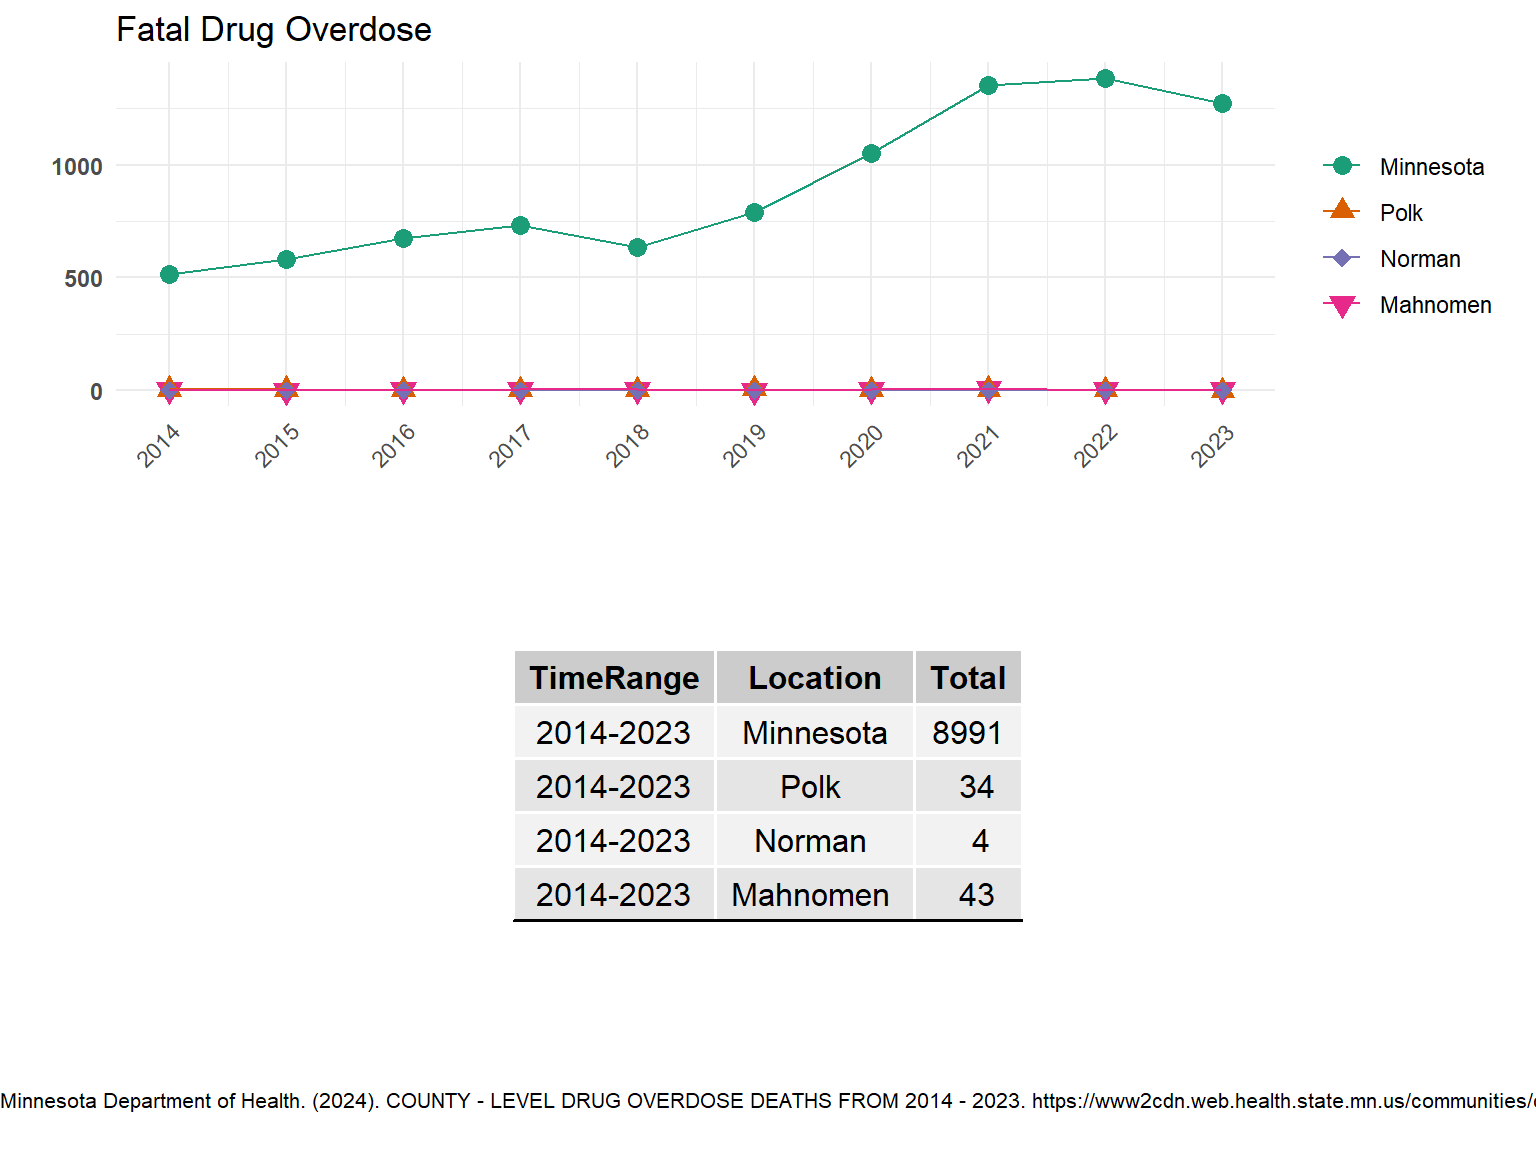 Fatal Drug Overdose
1000
500
0
2014 2015 2016 2017 2018 2019 2020 2021 2022 2023
Minnesota
Polk
Norman
Mahnomen
TimeRange Location Total
2014-2023 Minnesota 8991
2014-2023 Polk 34
2014-2023 Norman 4
2014-2023 Mahnomen 43
Minnesota Department of Health. (2024). COUNTY - LEVEL DRUG OVERDOSE DEATHS FROM 2014 - 2023. https://www2cdn.web.health.state.mn.us/communities/